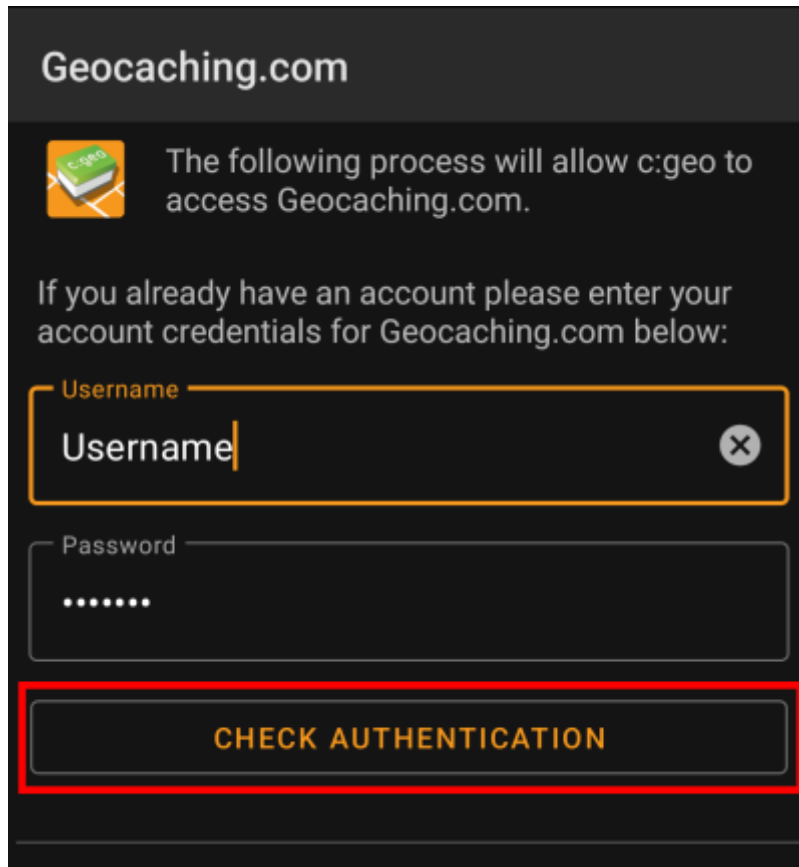 Geocaching.com
c:geo
The following process will allow c:geo to
access Geocaching.com.
If you already have an account please enter your
account credentials for Geocaching.com below:
Username
Username
Password
•••••••
CHECK AUTHENTICATION